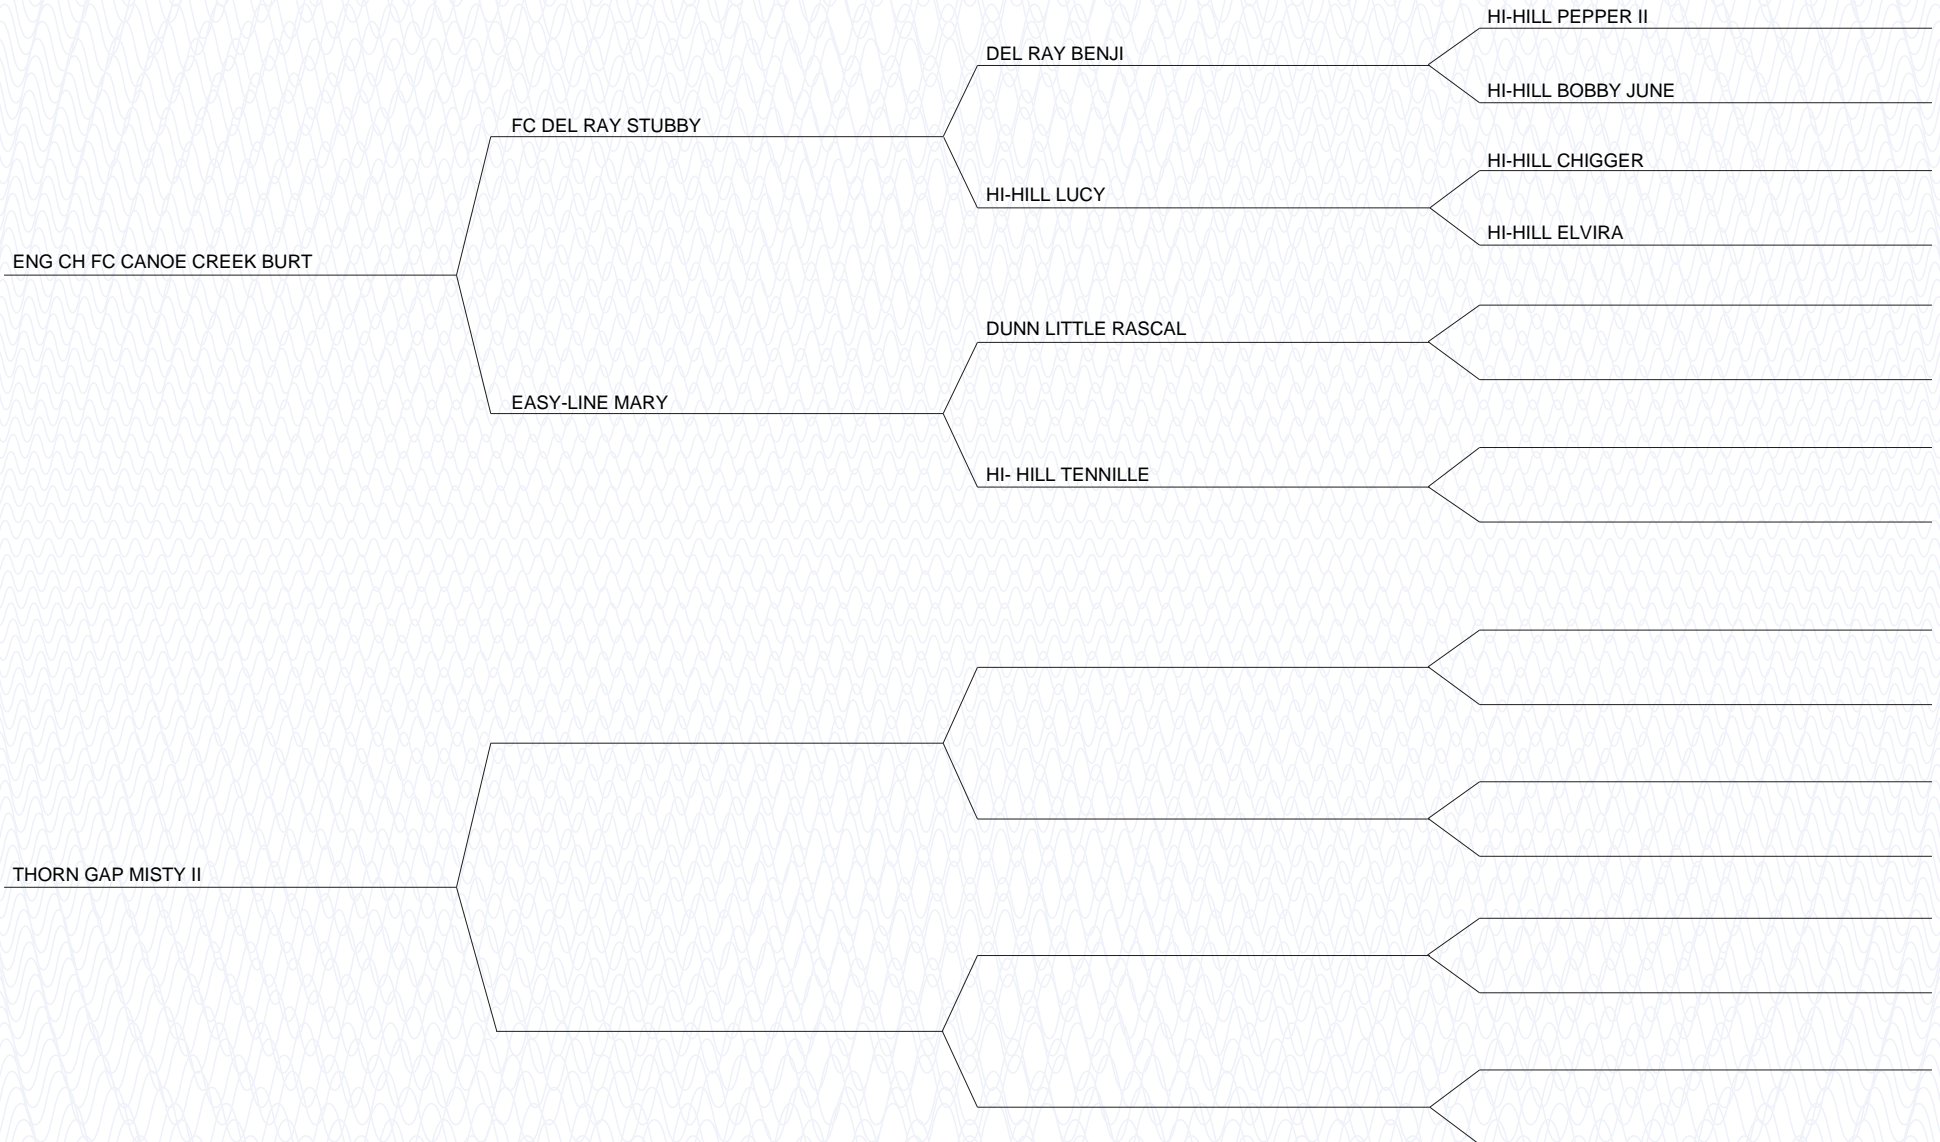 HI-HILL PEPPER II
DEL RAY BENJI
HI-HILL BOBBY JUNE
FC DEL RAY STUBBY
HI-HILL CHIGGER
HI-HILL LUCY
HI-HILL ELVIRA
ENG CH FC CANOE CREEK BURT
DUNN LITTLE RASCAL
EASY-LINE MARY
HI- HILL TENNILLE
THORN GAP MISTY II